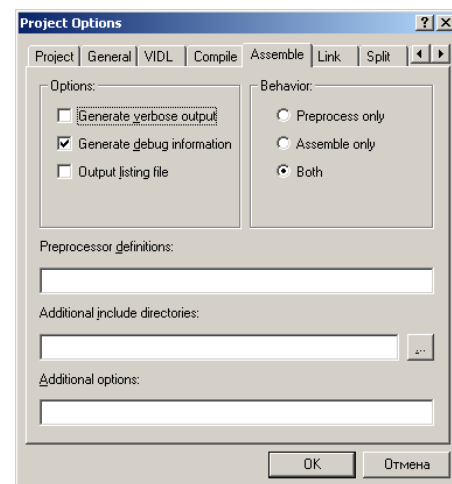 Project Options
Project General VIDL Compile Assemble Link Split
Options: Behavior:
Generate verbose output Preprocess only
Generate debug information Assemble only
Output listing file Both
Preprocessor definitions:
Additional include directories:
...
Additional options:
OK Отмена